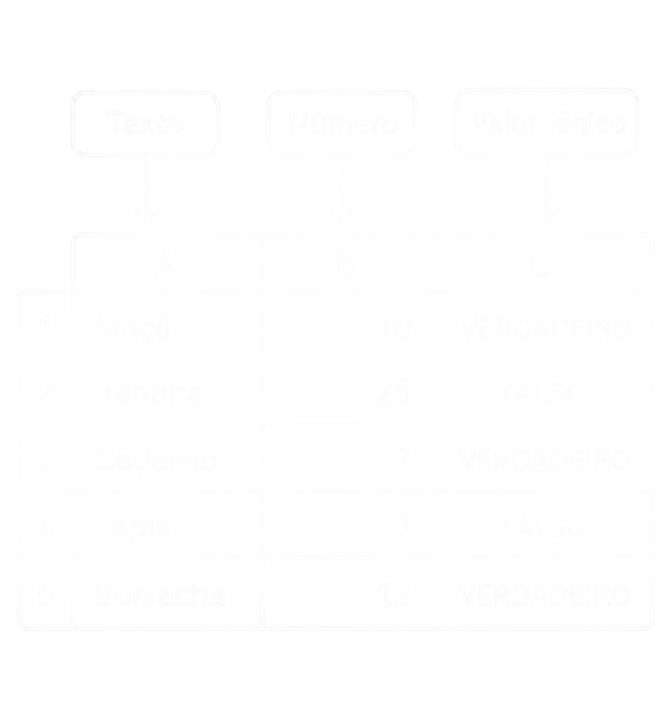 Texto Número Valor lógico
A B C
1 Maçã 10 VERDADEIRO
2 Banana 25 FALSO
3 Caderno 7 VERDADEIRO
4 Lápis 3 FALSO
5 Borracha 12 VERDADEIRO